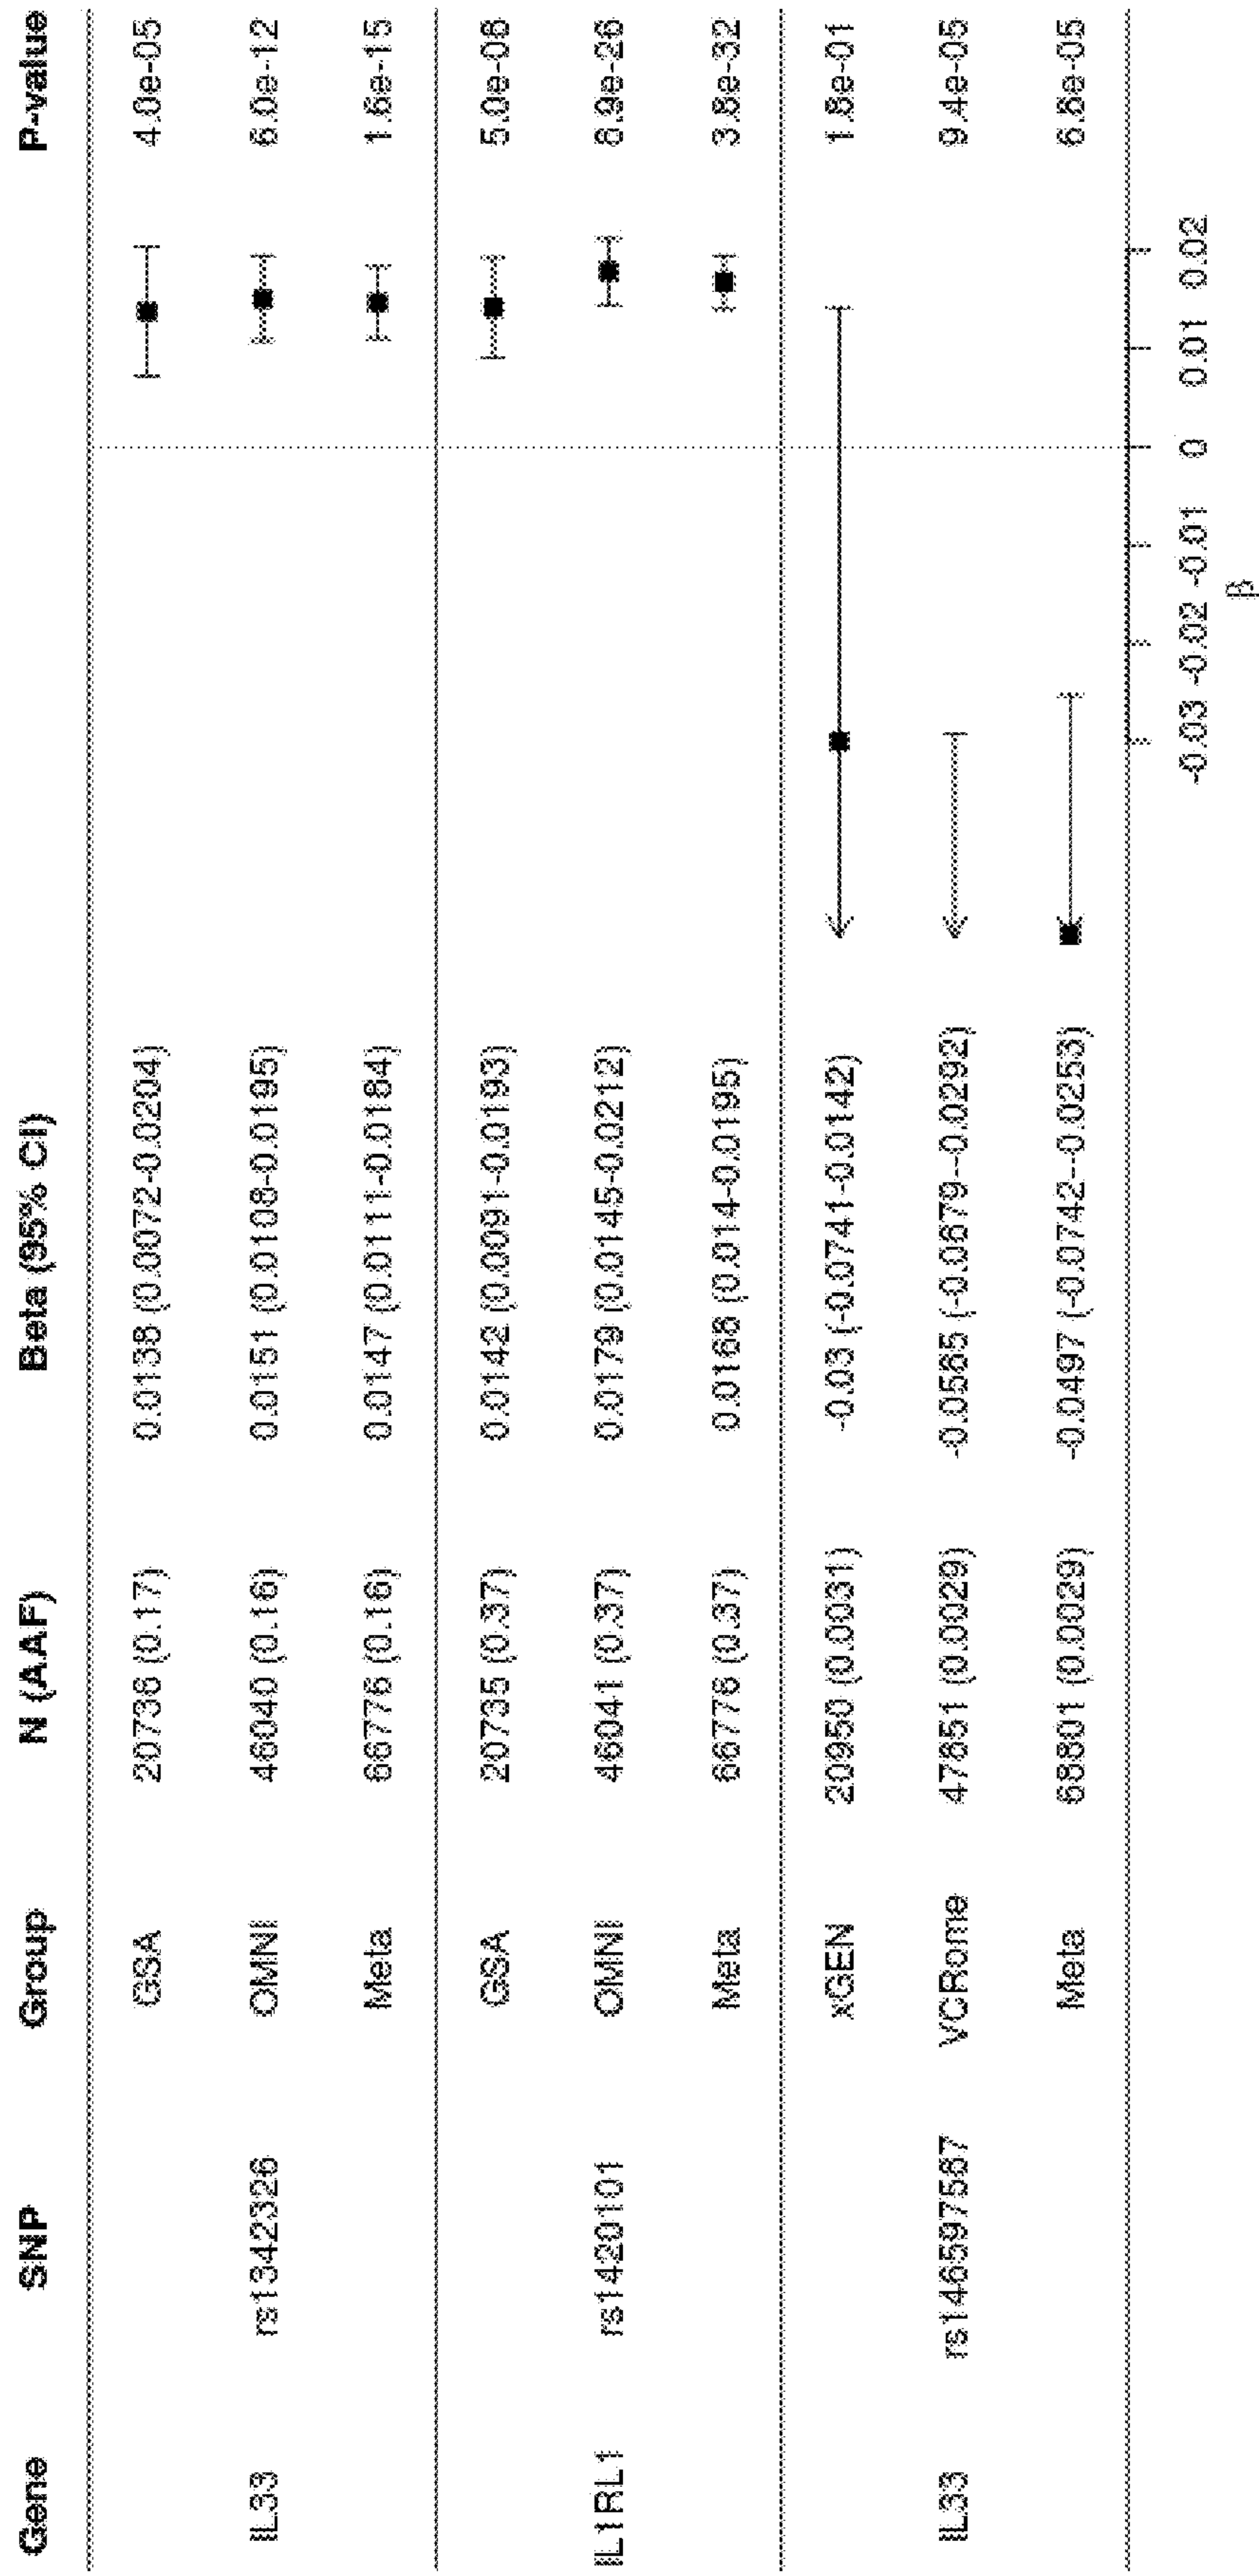 Gene SNP Group N (AAF) Beta (95% CI) P-value
GSA 20738 (0.17) 0.0138 (0.0072-0.0204) 4.0e-05
IL33 rs1342326 OMNI 46040 (0.16) 0.0151 (0.0108-0.0195) 6.0e-12
Meta 66778 (0.16) 0.0147 (0.0111-0.0184) 1.6e-15
GSA 20735 (0.37) 0.0142 (0.0091-0.0193) 5.0e-08
IL1RL1 rs1420101 OMNI 46041 (0.37) 0.0179 (0.0145-0.0212) 8.9e-26
Meta 66776 (0.37) 0.0168 (0.014-0.0195) 3.8e-32
xGEN 20950 (0.0031) -0.03 (-0.0741-0.0142) 1.8e-01
IL33 rs146597587 VCRome 47851 (0.0029) -0.0585 (-0.0879--0.0292) 9.4e-05
Meta 68801 (0.0029) -0.0497 (-0.0742--0.0253) 6.8e-05
-0.03 -0.02 -0.01 0 0.01 0.02
β